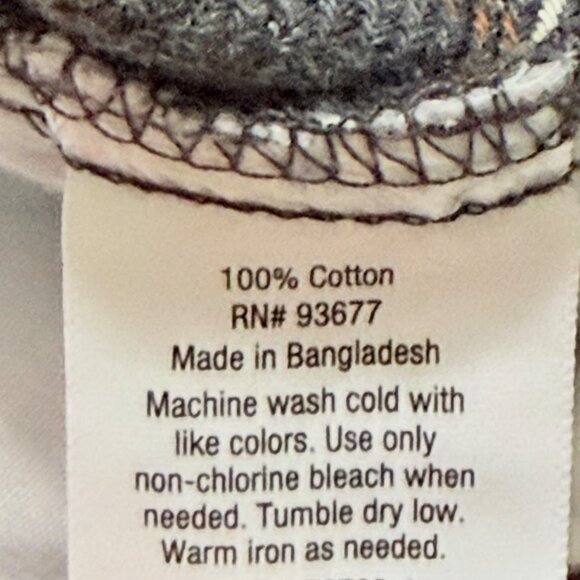 100% Cotton
RN# 93677
Made in Bangladesh
Machine wash cold with
like colors. Use only
non-chlorine bleach when
needed. Tumble dry low.
Warm iron as needed.